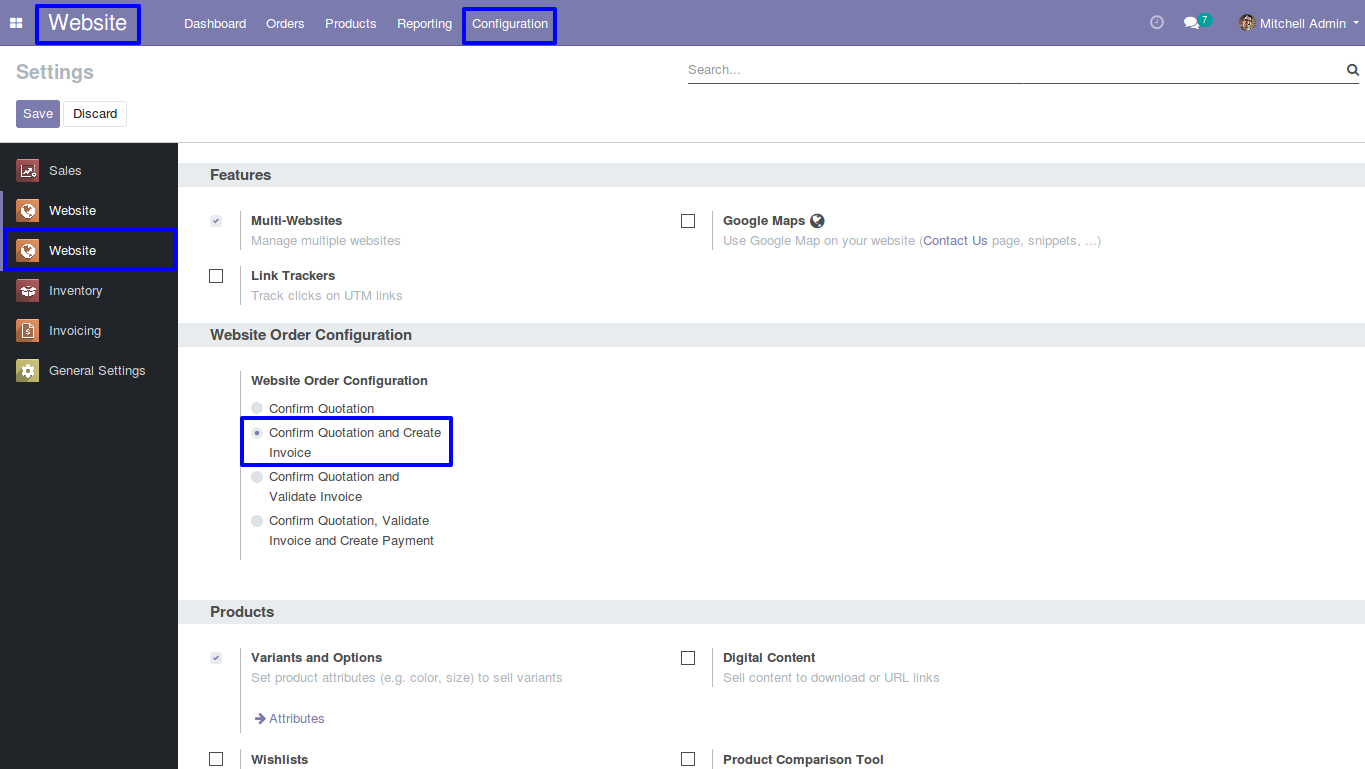 Website Dashboard Orders Products Reporting Configuration 7 Mitchell Admin
Settings
Search...
Save Discard
Sales
Website
Website
Inventory
Invoicing
General Settings
Features
Multi-Websites
Manage multiple websites
Google Maps
Use Google Map on your website (Contact Us page, snippets, ...)
Link Trackers
Track clicks on UTM links
Website Order Configuration
Website Order Configuration
Confirm Quotation
Confirm Quotation and Create
Invoice
Confirm Quotation and
Validate Invoice
Confirm Quotation, Validate
Invoice and Create Payment
Products
Variants and Options
Set product attributes (e.g. color, size) to sell variants
Attributes
Digital Content
Sell content to download or URL links
Wishlists
Product Comparison Tool